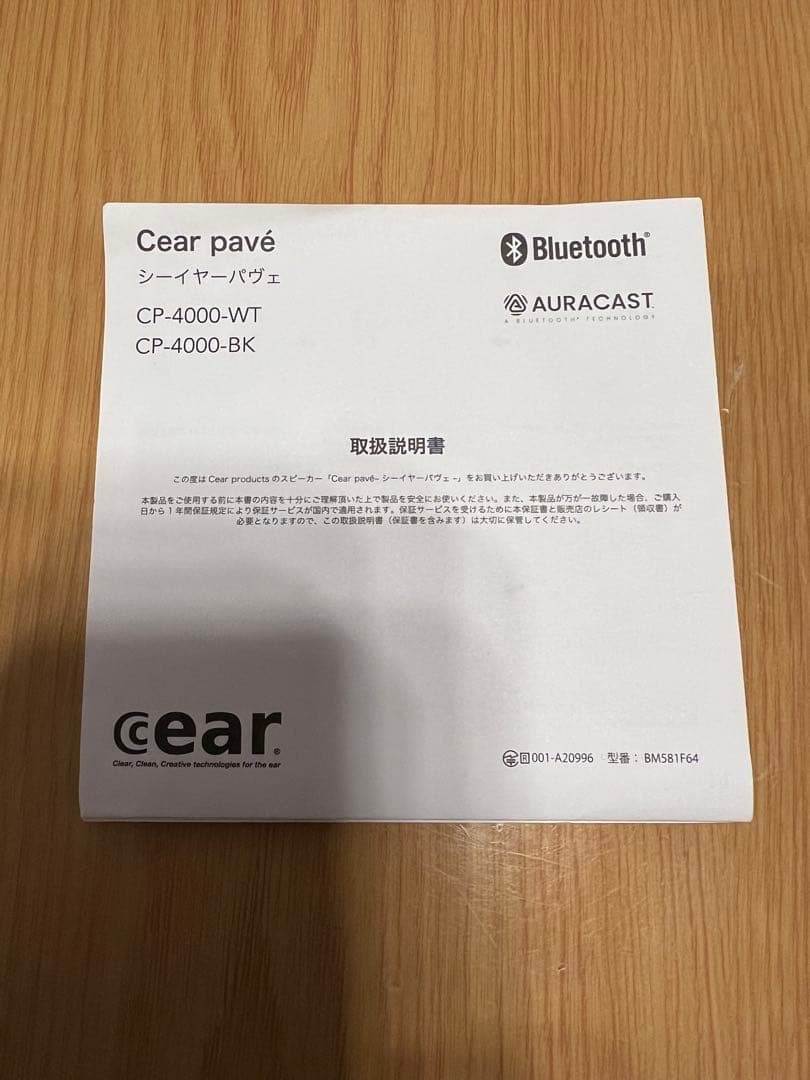 Cear pavé
シーイヤーパヴェ
CP-4000-WT
CP-4000-BK
Bluetooth®
AURACAST™
A BLUETOOTH® TECHNOLOGY
取扱説明書
この度は Cear products のスピーカー「Cear pavé– シーイヤーパヴェ –」をお買い上げいただきありがとうございます。
本製品をご使用する前に本書の内容を十分にご理解頂いた上で製品を安全にお使いください。また、本製品が万が一故障した場合、ご購入
日から 1 年間保証規定により保証サービスが国内で適用されます。保証サービスを受けるために本保証書と販売店のレシート（領収書）が
必要となりますので、この取扱説明書（保証書を含みます）は大切に保管してください。
cear®
Clear, Clean, Creative technologies for the ear
R 001-A20996 型番： BM581F64